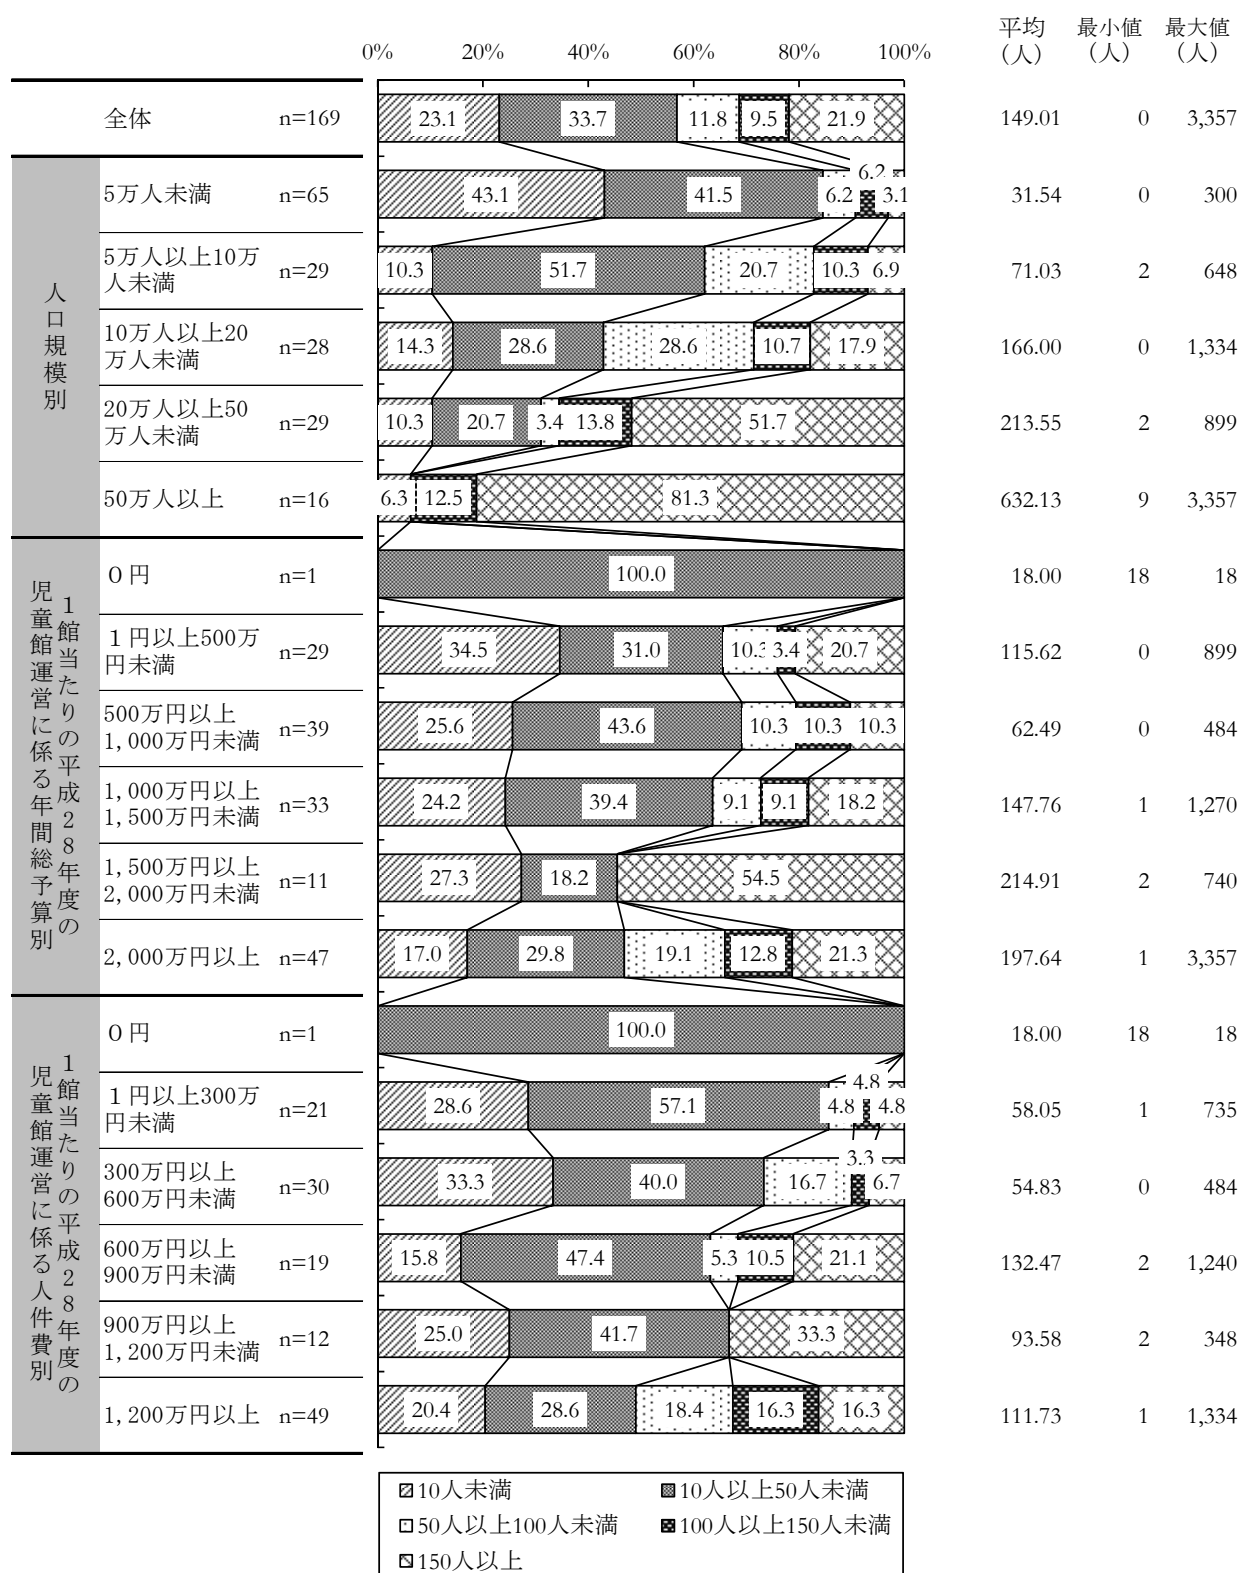 平均 最小値 最大値
（人） （人） （人）
0% 20% 40% 60% 80% 100%
全体 n=169 23.1 33.7 11.8 9.5 21.9 149.01 0 3,357
人口規模別
5万人未満 n=65 43.1 41.5 6.2 6.2 3.1 31.54 0 300
5万人以上10万
人未満 n=29 10.3 51.7 20.7 10.3 6.9 71.03 2 648
10万人以上20
万人未満 n=28 14.3 28.6 28.6 10.7 17.9 166.00 0 1,334
20万人以上50
万人未満 n=29 10.3 20.7 3.4 13.8 51.7 213.55 2 899
50万人以上 n=16 6.3 12.5 81.3 632.13 9 3,357
１館当たりの平成２８年度の
児童館運営に係る年間総予算別
０円 n=1 100.0 18.00 18 18
１円以上500万
円未満 n=29 34.5 31.0 10.3 3.4 20.7 115.62 0 899
500万円以上
1,000万円未満 n=39 25.6 43.6 10.3 10.3 10.3 62.49 0 484
1,000万円以上
1,500万円未満 n=33 24.2 39.4 9.1 9.1 18.2 147.76 1 1,270
1,500万円以上
2,000万円未満 n=11 27.3 18.2 54.5 214.91 2 740
2,000万円以上 n=47 17.0 29.8 19.1 12.8 21.3 197.64 1 3,357
１館当たりの平成２８年度の
児童館運営に係る人件費別
０円 n=1 100.0 18.00 18 18
１円以上300万
円未満 n=21 28.6 57.1 4.8 4.8 4.8 58.05 1 735
300万円以上
600万円未満 n=30 33.3 40.0 16.7 3.3 6.7 54.83 0 484
600万円以上
900万円未満 n=19 15.8 47.4 5.3 10.5 21.1 132.47 2 1,240
900万円以上
1,200万円未満 n=12 25.0 41.7 33.3 93.58 2 348
1,200万円以上 n=49 20.4 28.6 18.4 16.3 16.3 111.73 1 1,334
10人未満 10人以上50人未満
50人以上100人未満 100人以上150人未満
150人以上